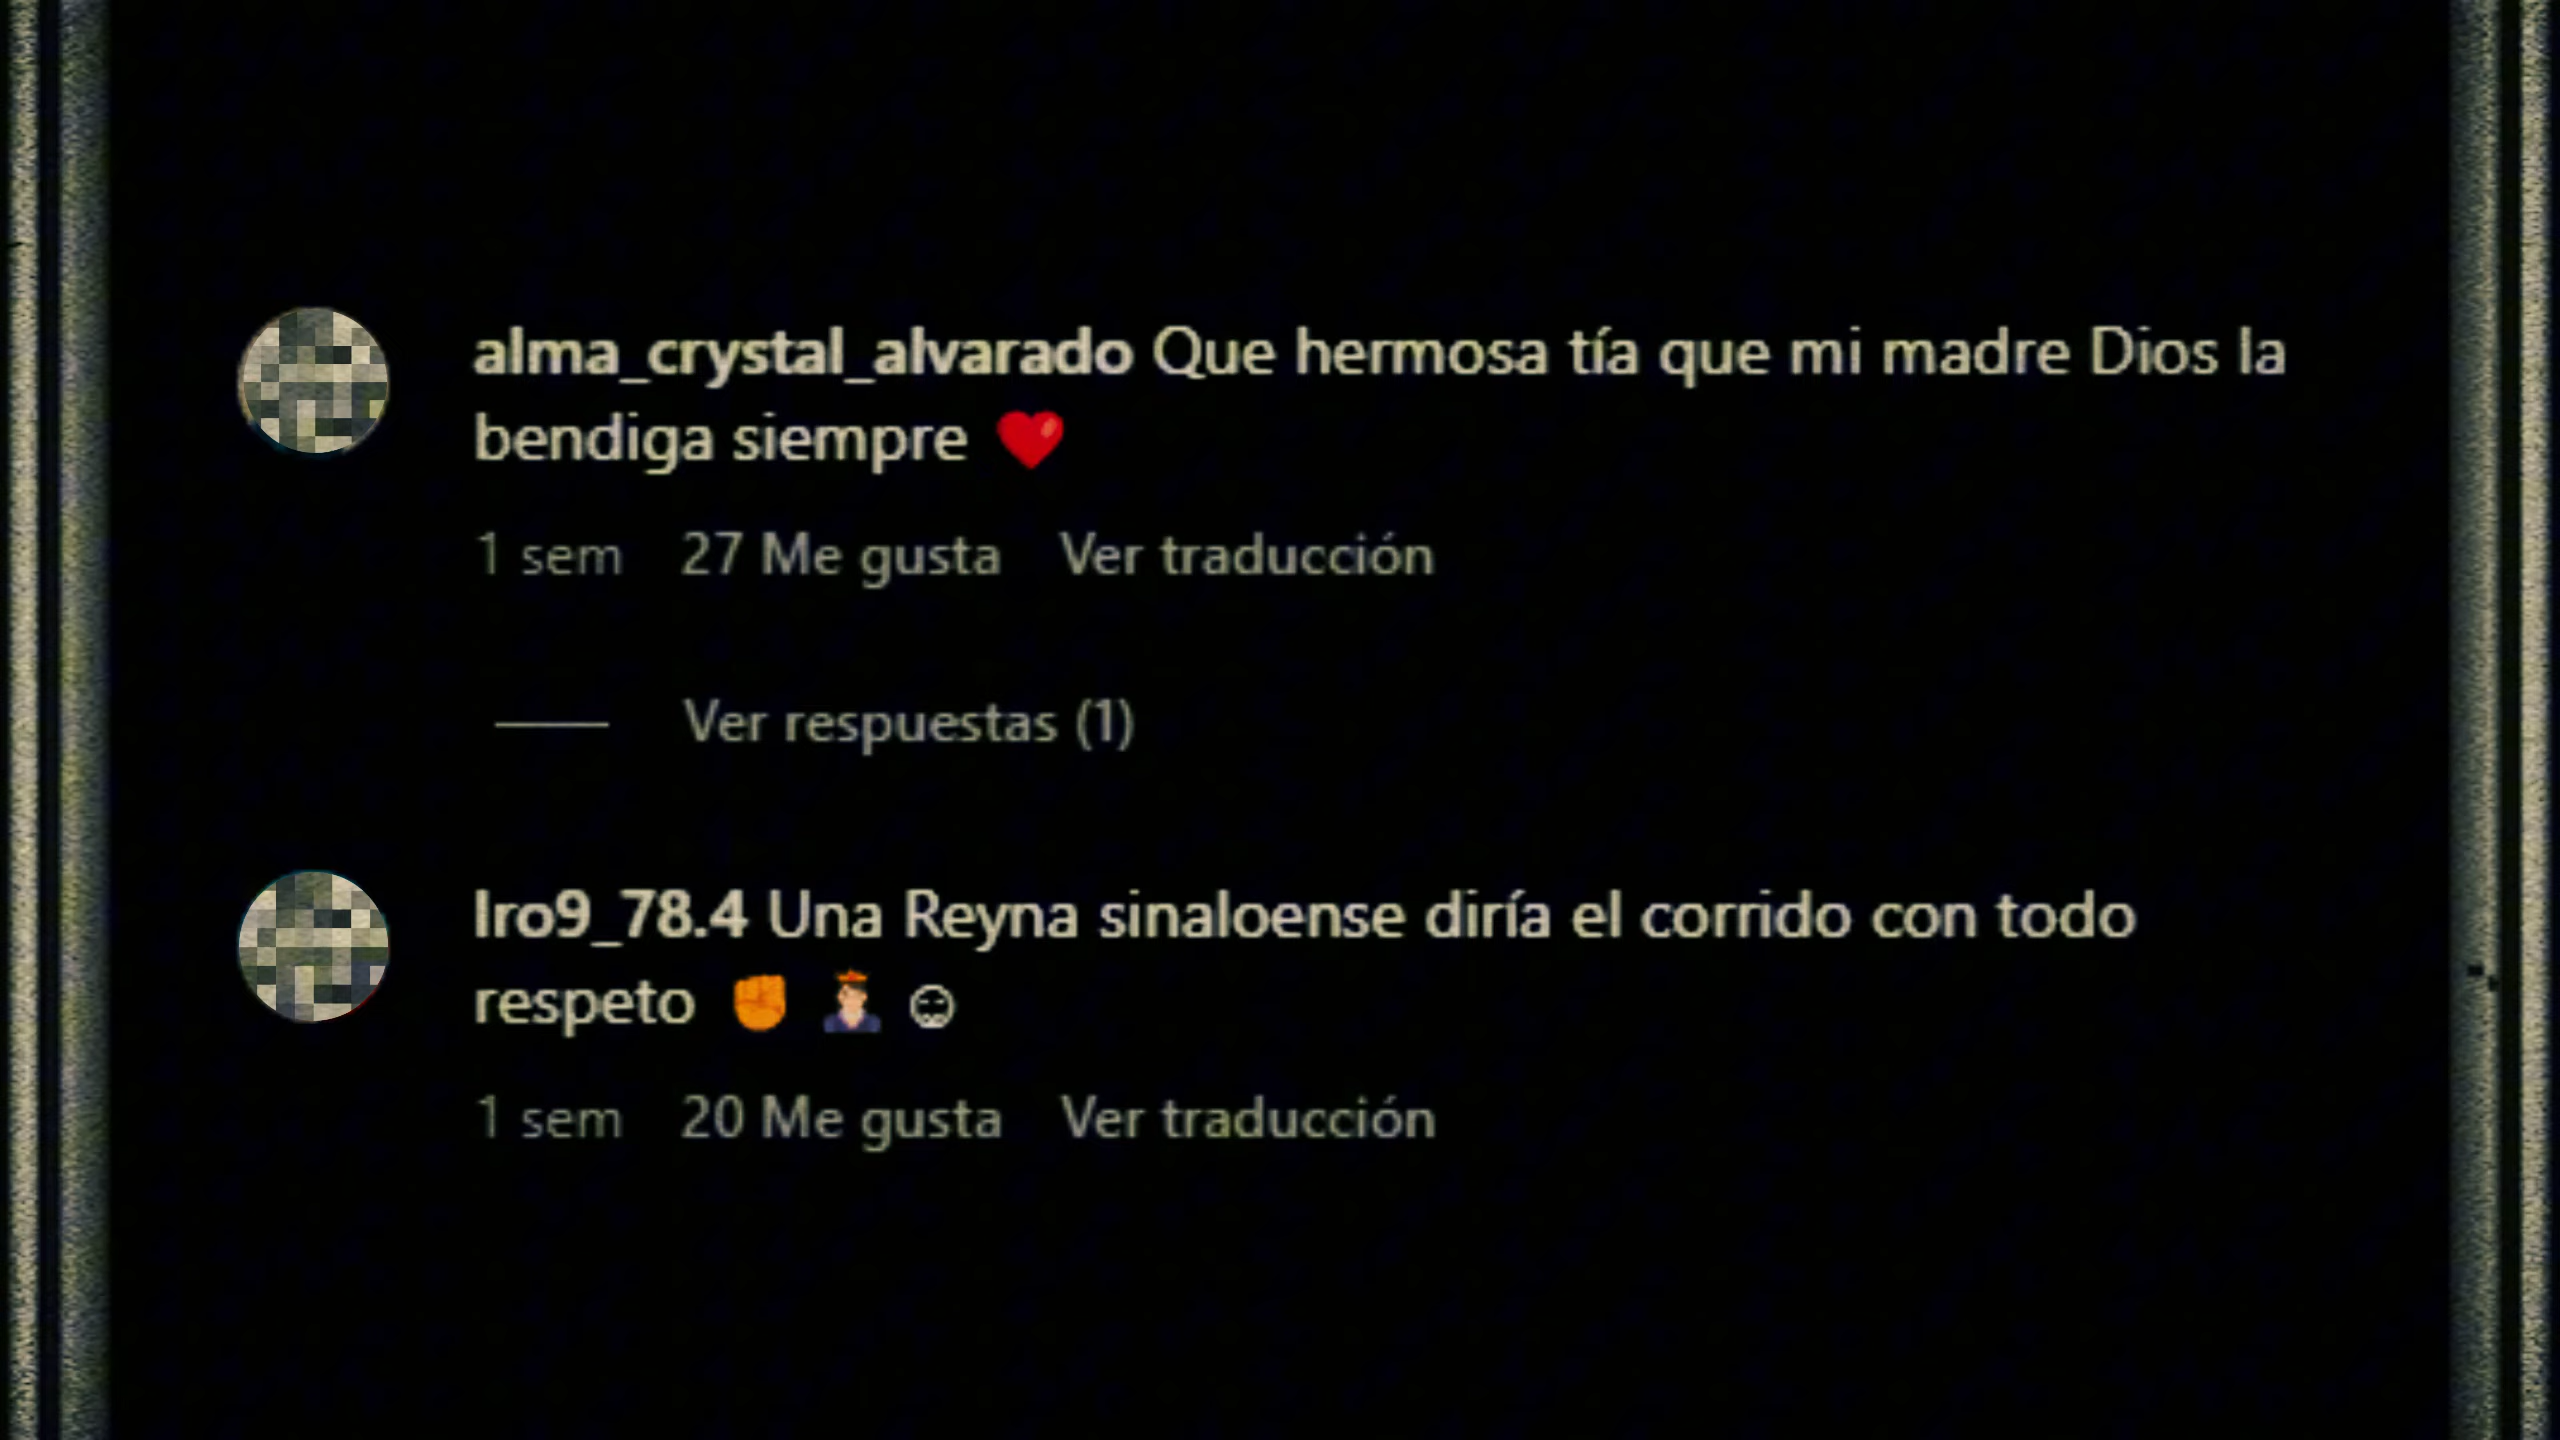 alma_crystal_alvarado Que hermosa tía que mi madre Dios la
bendiga siempre ❤️
1 sem 27 Me gusta Ver traducción
Ver respuestas (1)
lro9_78.4 Una Reyna sinaloense diría el corrido con todo
respeto
1 sem 20 Me gusta Ver traducción